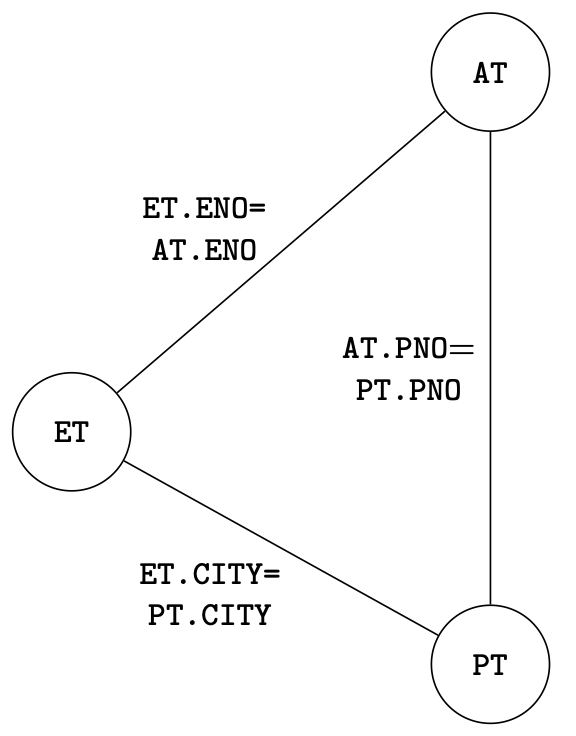 AT
ET.ENO=
AT.ENO
AT.PNO=
PT.PNO
ET
ET.CITY=
PT.CITY
PT